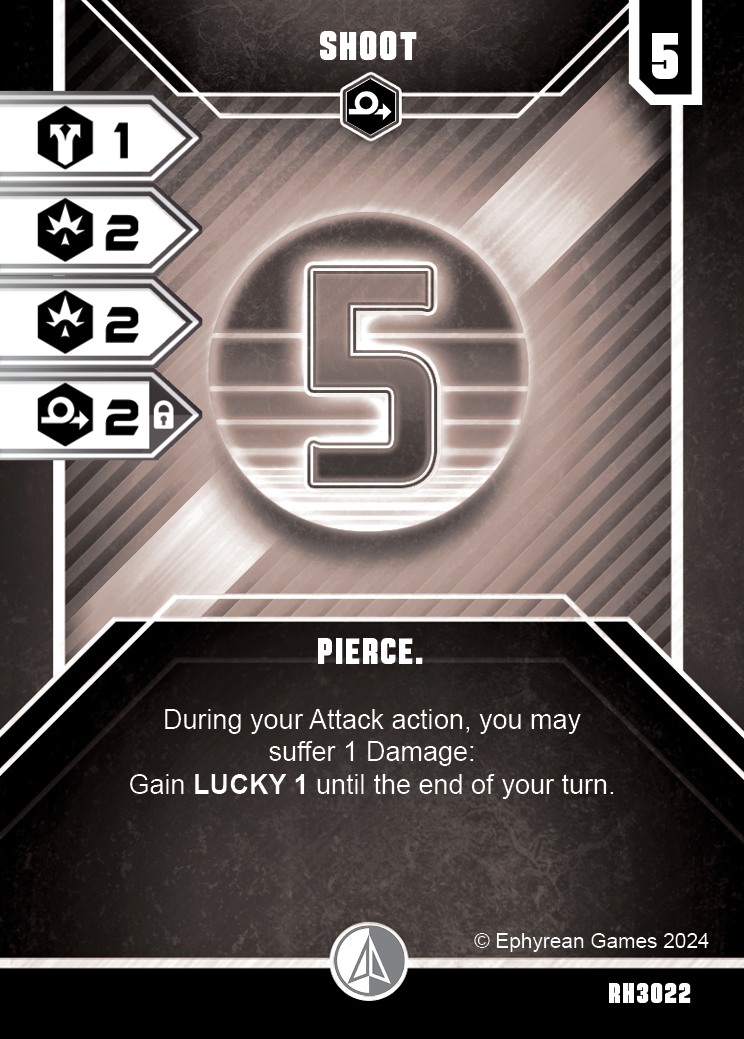 SHOOT
5
1
2
2
2
5
PIERCE.
During your Attack action, you may
suffer 1 Damage:
Gain LUCKY 1 until the end of your turn.
© Ephyrean Games 2024
RH3022